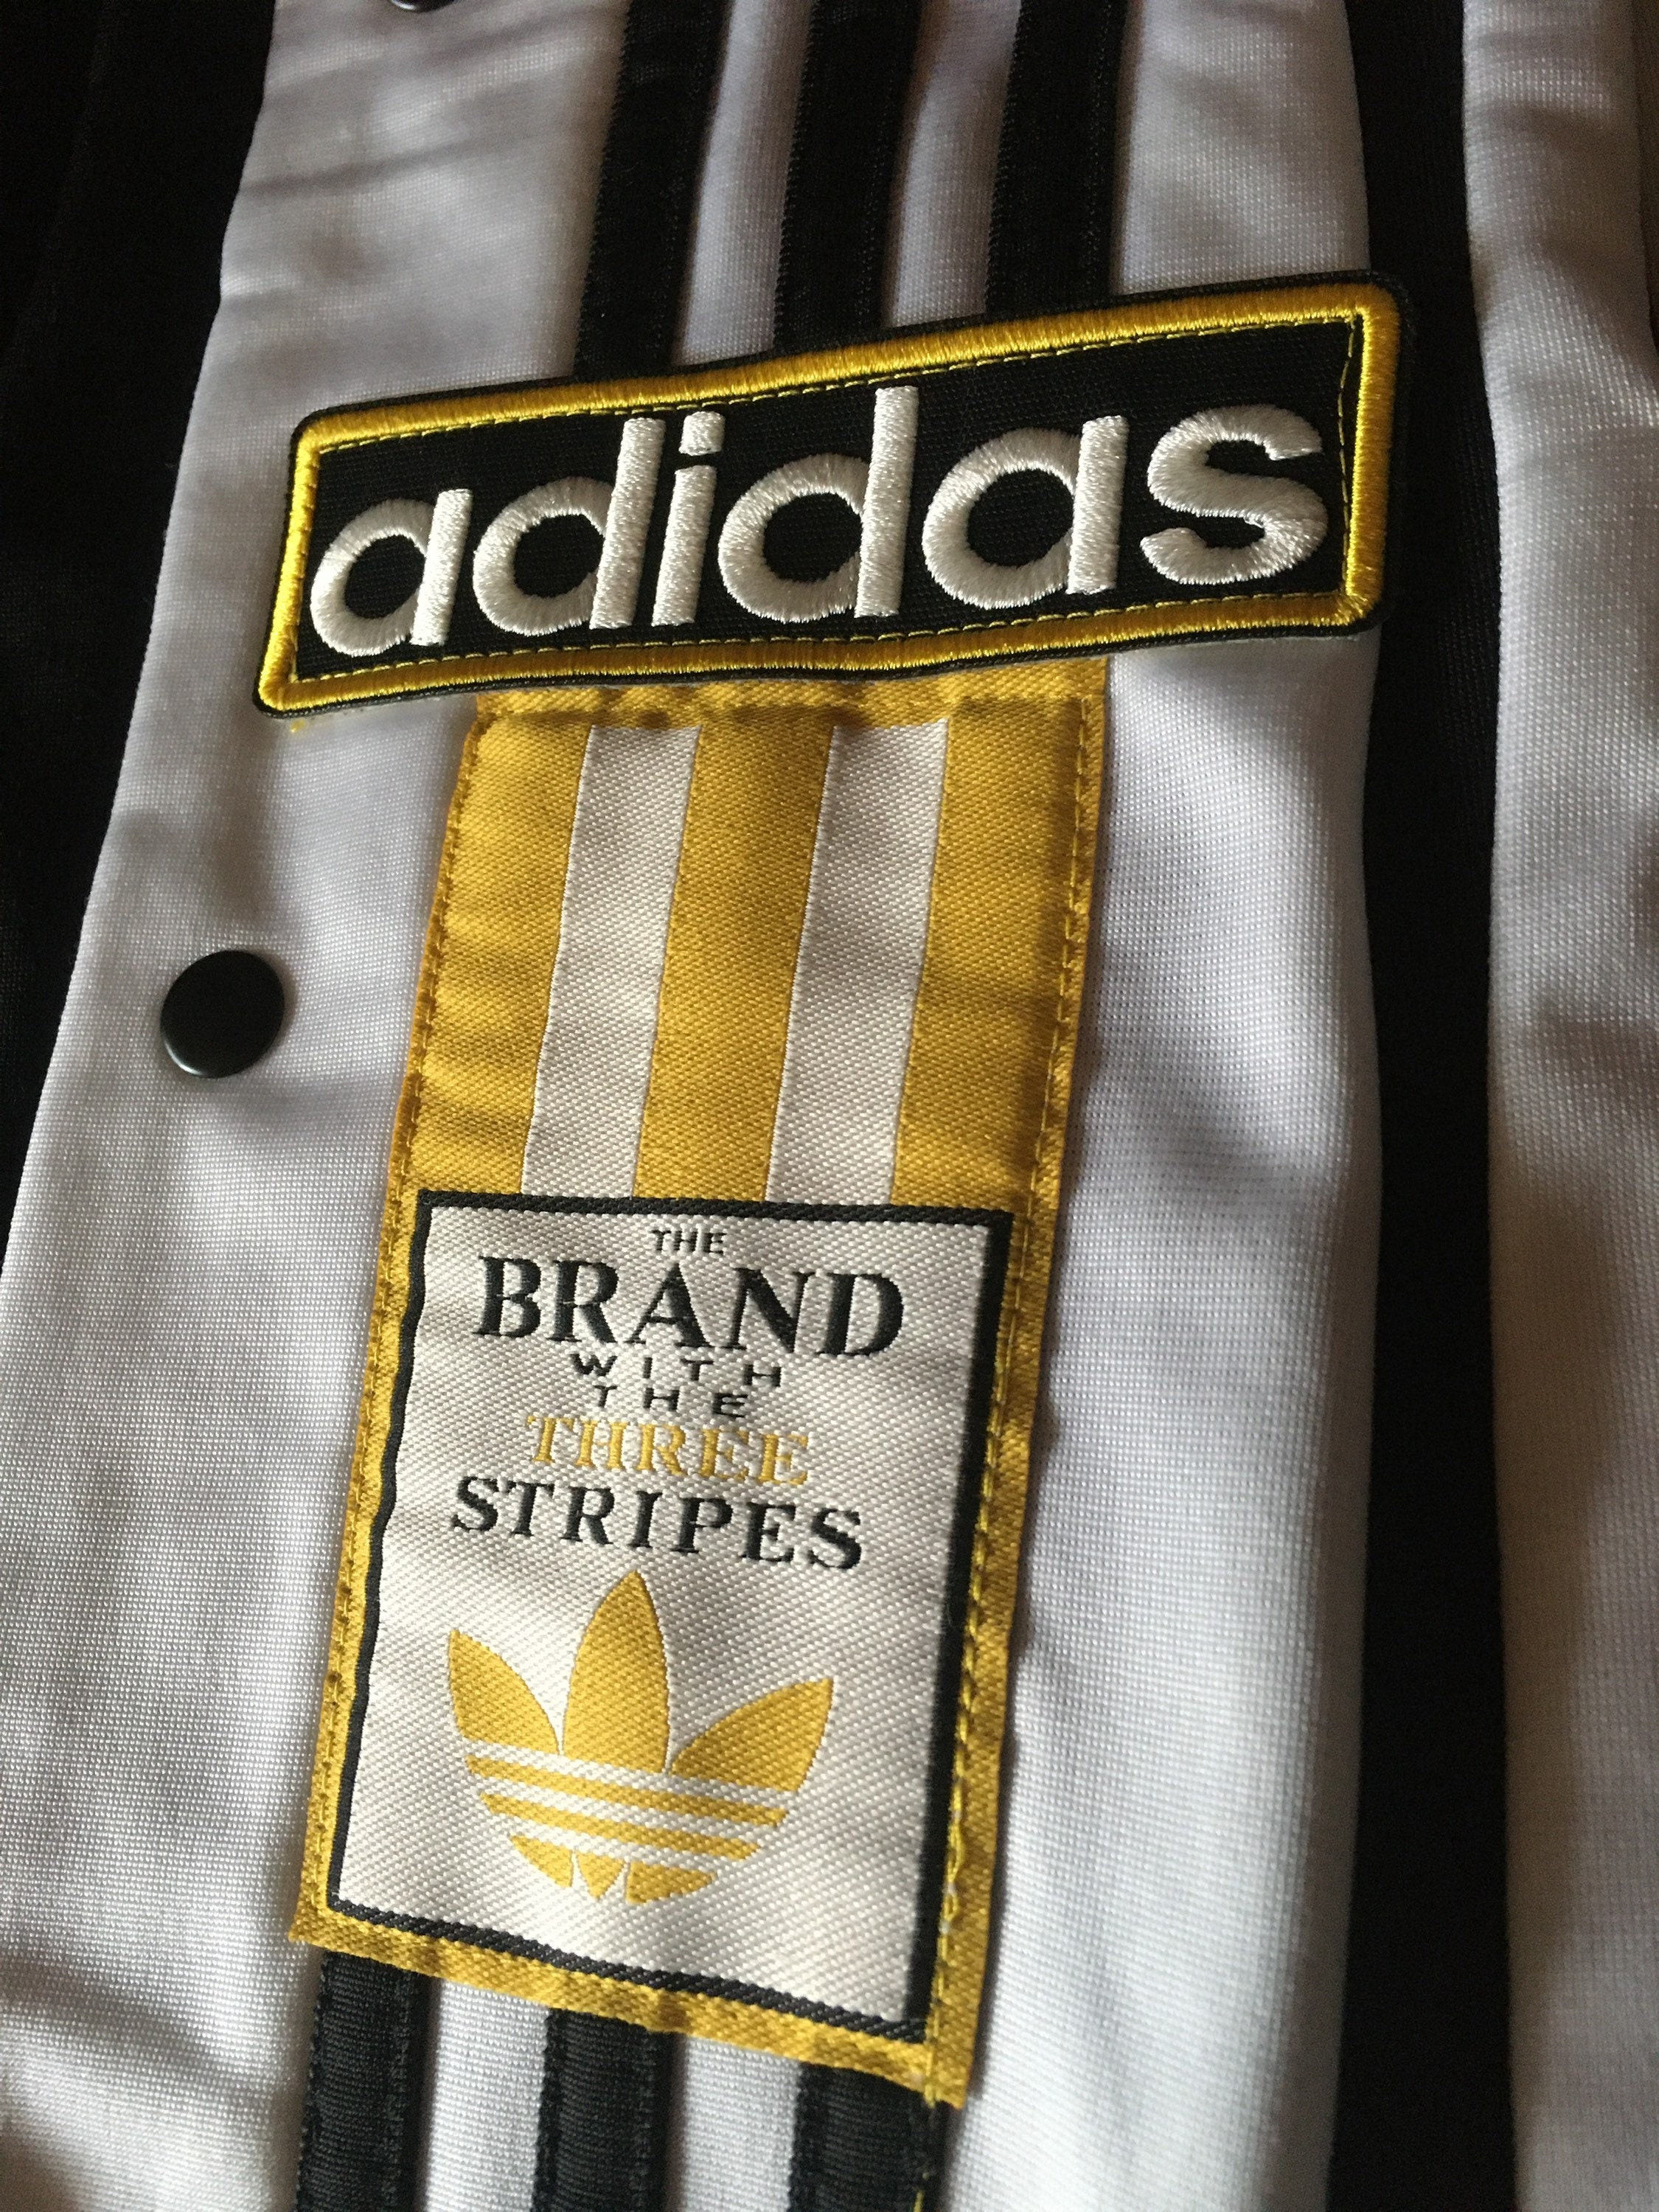 adidas
THE
BRAND
WITH
THE
THREE
STRIPES